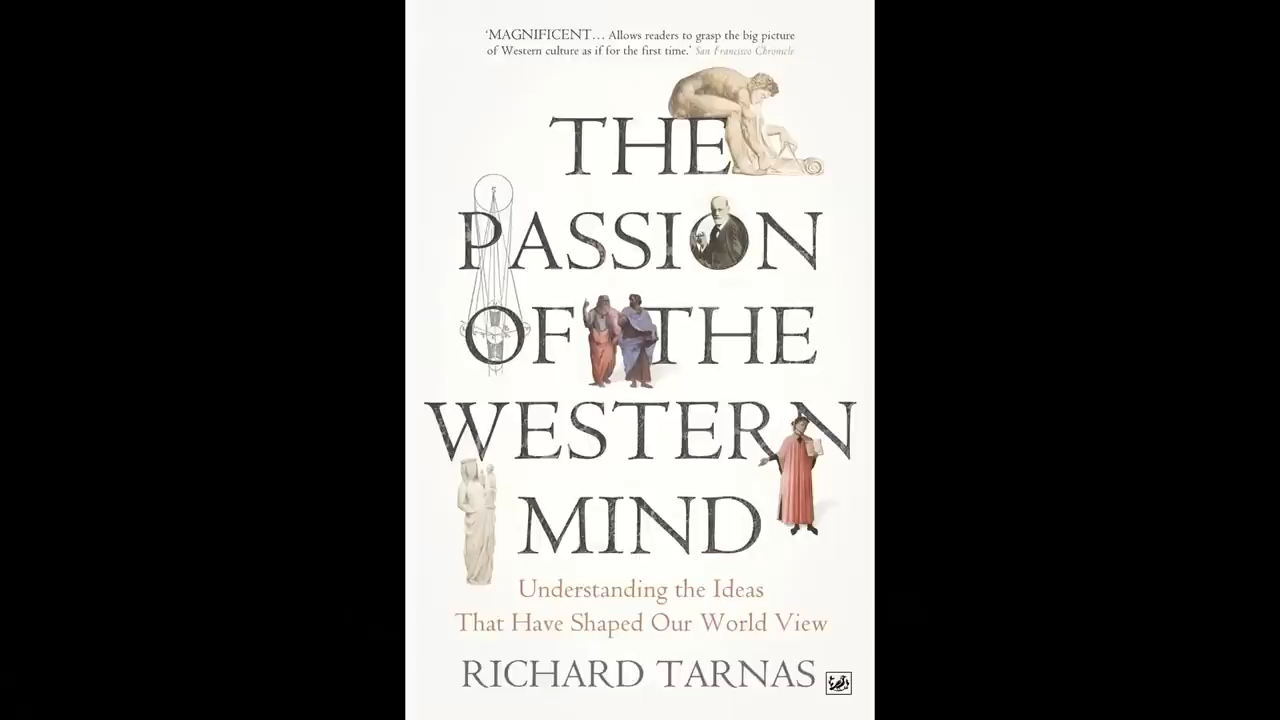 ‘MAGNIFICENT… Allows readers to grasp the big picture
of Western culture as if for the first time.’ San Francisco Chronicle
THE
PASSION
OF THE
WESTERN
MIND
Understanding the Ideas
That Have Shaped Our World View
RICHARD TARNAS